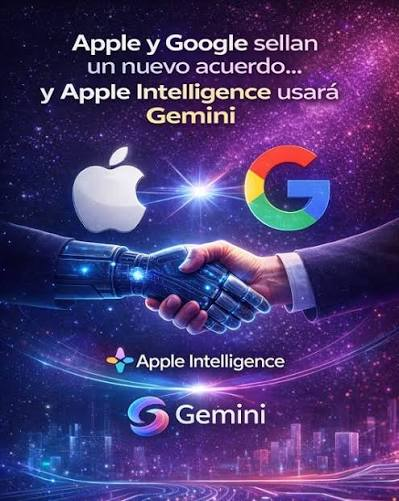 Apple y Google sellan
un nuevo acuerdo...
y Apple Intelligence usará
Gemini
G
Apple Intelligence
Gemini